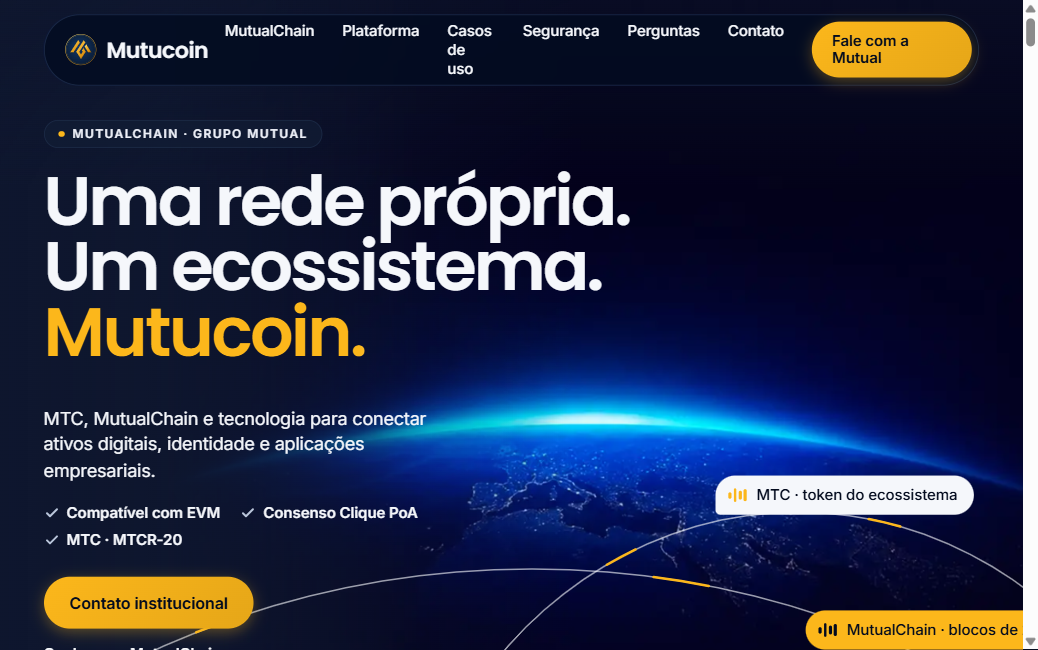 Mutucoin
MutualChain
Plataforma
Casos
de
uso
Segurança
Perguntas
Contato
Fale com a
Mutual
MUTUALCHAIN · GRUPO MUTUAL
Uma rede própria.
Um ecossistema.
Mutucoin.
MTC, MutualChain e tecnologia para conectar
ativos digitais, identidade e aplicações
empresariais.
Compatível com EVM
Consenso Clique PoA
MTC · MTCR-20
MTC · token do ecossistema
Contato institucional
MutualChain · blocos de